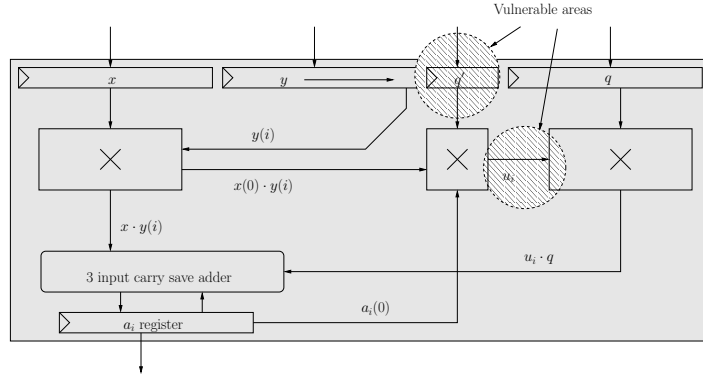 Vulnerable areas
x
y
q'
q
y(i)
x(0) · y(i)
u_i
x · y(i)
u_i · q
3 input carry save adder
a_i(0)
a_i register